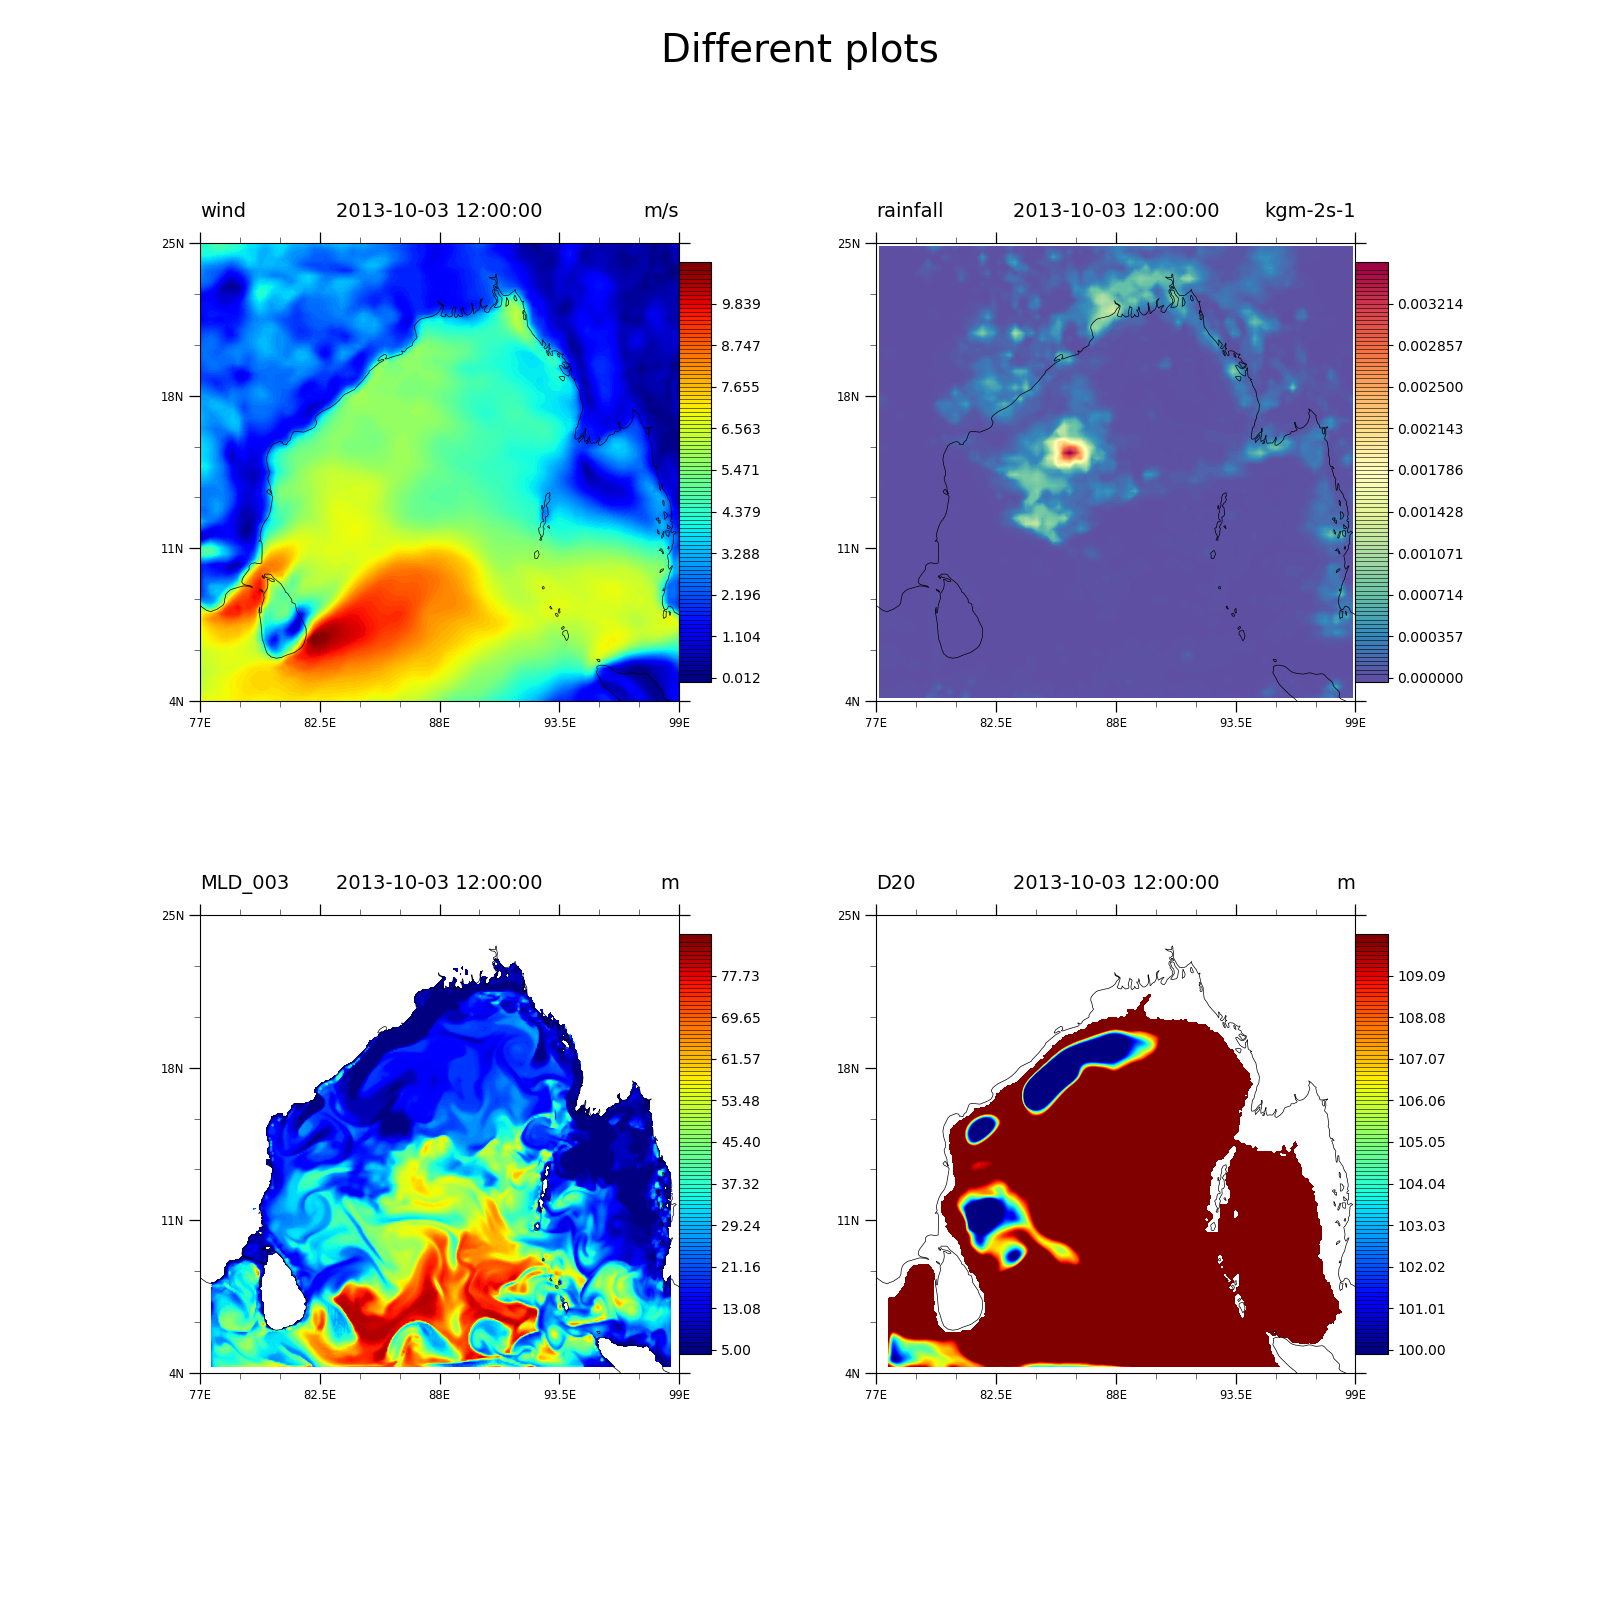 Different plots
wind 2013-10-03 12:00:00 m/s
25N
18N
11N
4N
77E 82.5E 88E 93.5E 99E
9.839
8.747
7.655
6.563
5.471
4.379
3.288
2.196
1.104
0.012
rainfall 2013-10-03 12:00:00 kgm-2s-1
25N
18N
11N
4N
77E 82.5E 88E 93.5E 99E
0.003214
0.002857
0.002500
0.002143
0.001786
0.001428
0.001071
0.000714
0.000357
0.000000
MLD_003 2013-10-03 12:00:00 m
25N
18N
11N
4N
77E 82.5E 88E 93.5E 99E
77.73
69.65
61.57
53.48
45.40
37.32
29.24
21.16
13.08
5.00
D20 2013-10-03 12:00:00 m
25N
18N
11N
4N
77E 82.5E 88E 93.5E 99E
109.09
108.08
107.07
106.06
105.05
104.04
103.03
102.02
101.01
100.00